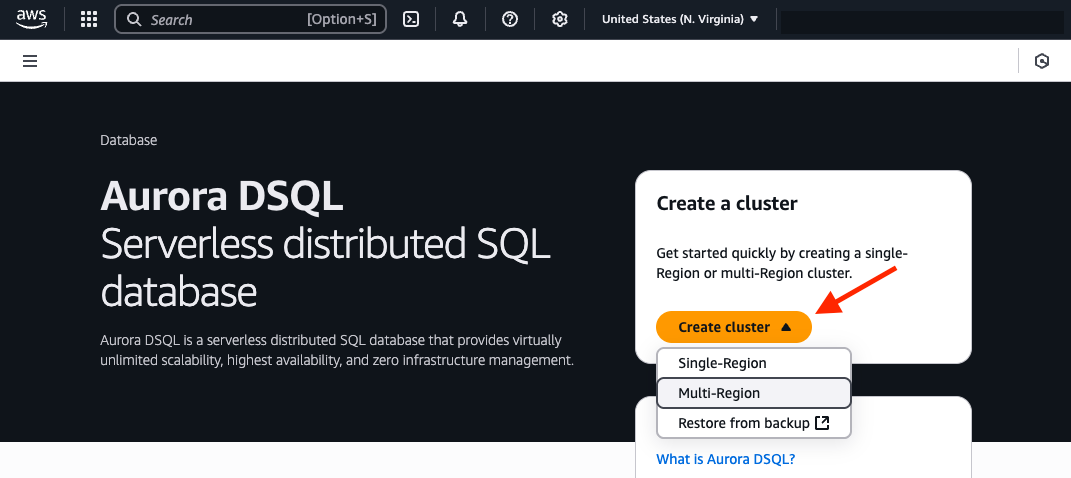 aws
Search [Option+S]
United States (N. Virginia)
Database
Aurora DSQL
Serverless distributed SQL
database
Aurora DSQL is a serverless distributed SQL database that provides virtually
unlimited scalability, highest availability, and zero infrastructure management.
Create a cluster
Get started quickly by creating a single-
Region or multi-Region cluster.
Create cluster
Single-Region
Multi-Region
Restore from backup
What is Aurora DSQL?